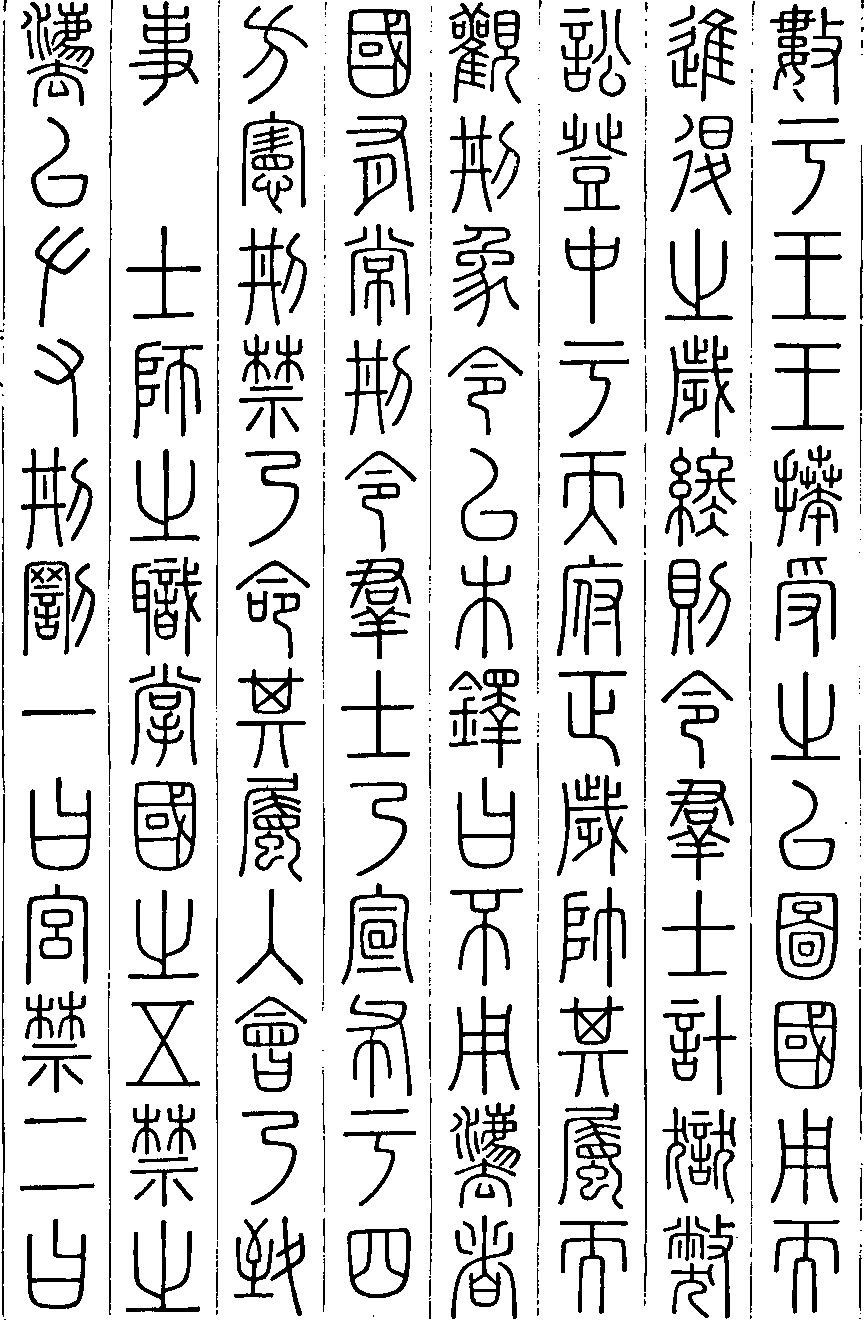 數于王王拜受之以圖國用而
進退之歲終則令羣士計獄弊
訟登中于天府正歲帥其屬而
觀刑象令以木鐸曰不用灋者
國有常刑令羣士乃宣布于四
方憲刑禁乃命其屬入會乃致
事　士師之職掌國之五禁之
灋以左右刑罰一曰宮禁二曰